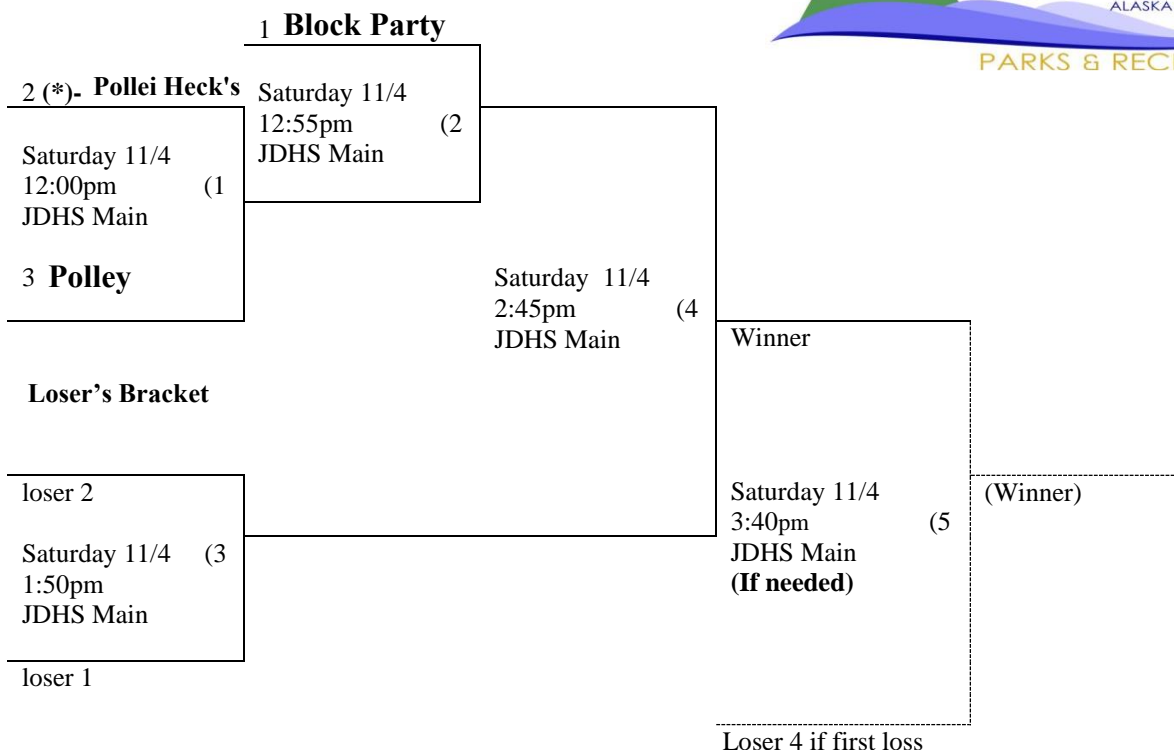 ALASKA
PARKS & REC
1 Block Party
2 (*)- Pollei Heck's
Saturday 11/4
12:55pm (2
JDHS Main
Saturday 11/4
12:00pm (1
JDHS Main
3 Polley
Saturday 11/4
2:45pm (4
JDHS Main
Winner
Loser’s Bracket
loser 2
Saturday 11/4 (3
1:50pm
JDHS Main
loser 1
Saturday 11/4
3:40pm (5
JDHS Main
(If needed)
(Winner)
Loser 4 if first loss